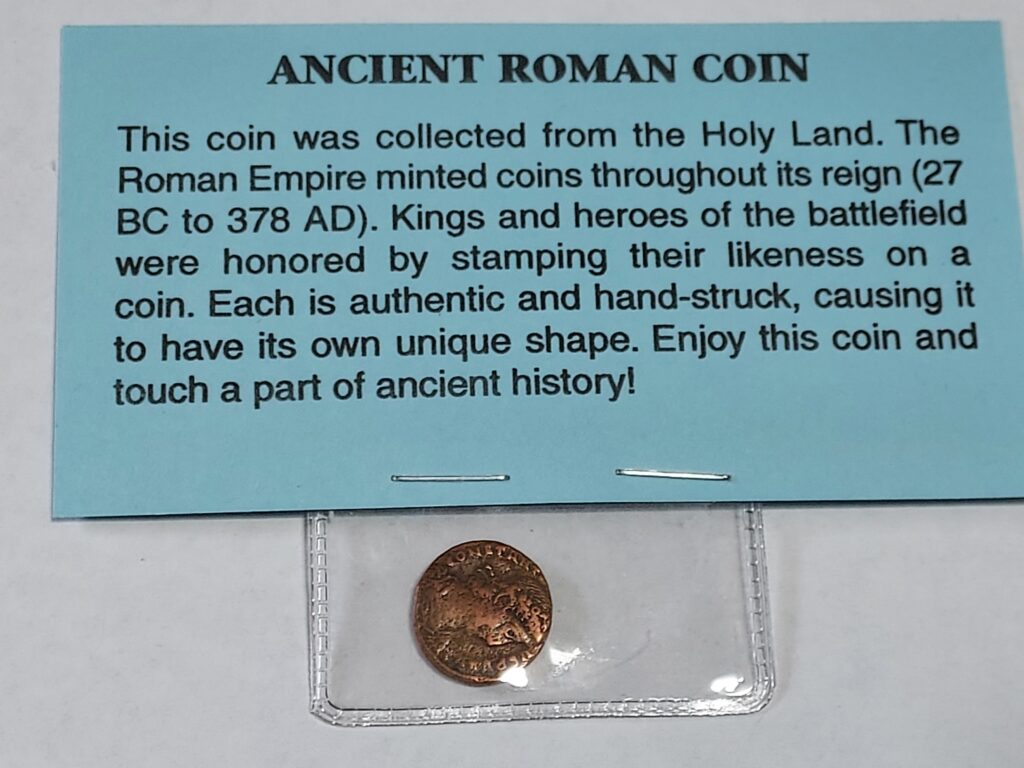 ANCIENT ROMAN COIN
This coin was collected from the Holy Land. The
Roman Empire minted coins throughout its reign (27
BC to 378 AD). Kings and heroes of the battlefield
were honored by stamping their likeness on a
coin. Each is authentic and hand-struck, causing it
to have its own unique shape. Enjoy this coin and
touch a part of ancient history!